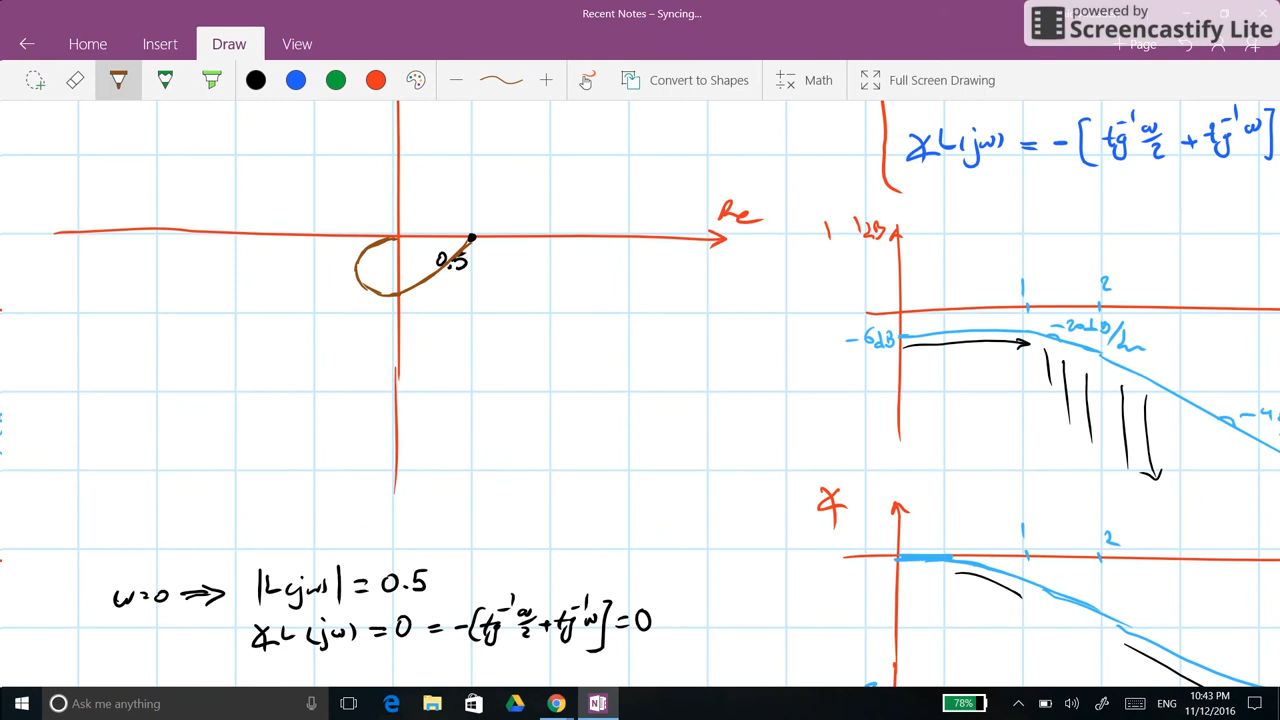 Recent Notes – Syncing...
powered by
Screencastify Lite
Home Insert Draw View
+ Page
Convert to Shapes
Math
Full Screen Drawing
∡L(jω) = -[tg⁻¹ ω/2 + tg⁻¹ ω]
Re
0.5
1 2
-6dB
-20dB/
-4
∡
1 2
ω=0 ⟹ |L(jω)| = 0.5
∡L(jω) = 0 = -[tg⁻¹ ω/2 + tg⁻¹ ω] = 0
Ask me anything
78%
ENG
10:43 PM
11/12/2016